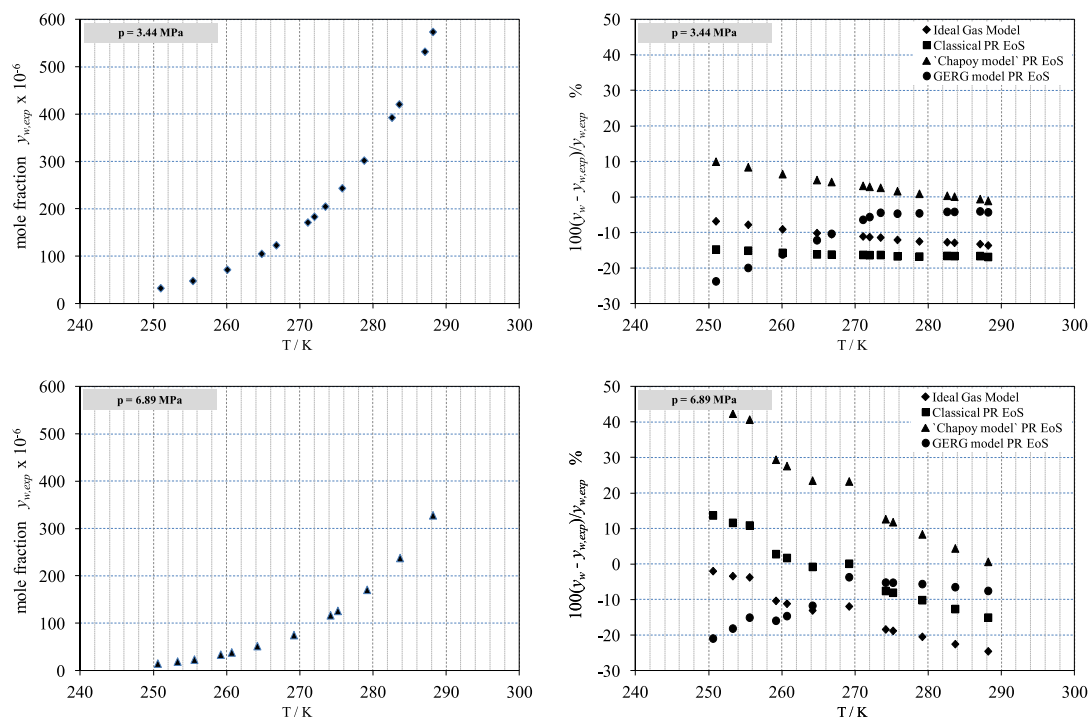 p = 3.44 MPa
600
500
400
300
200
100
0
mole fraction y_w,exp x 10^-6
240 250 260 270 280 290 300
T / K
p = 3.44 MPa
Ideal Gas Model
Classical PR EoS
`Chapoy model` PR EoS
GERG model PR EoS
50
40
30
20
10
0
-10
-20
-30
100(y_w - y_w,exp)/y_w,exp %
240 250 260 270 280 290 300
T / K
p = 6.89 MPa
600
500
400
300
200
100
0
mole fraction y_w,exp x 10^-6
240 250 260 270 280 290 300
T / K
p = 6.89 MPa
Ideal Gas Model
Classical PR EoS
`Chapoy model` PR EoS
GERG model PR EoS
50
40
30
20
10
0
-10
-20
-30
100(y_w - y_w,exp)/y_w,exp %
240 250 260 270 280 290 300
T / K